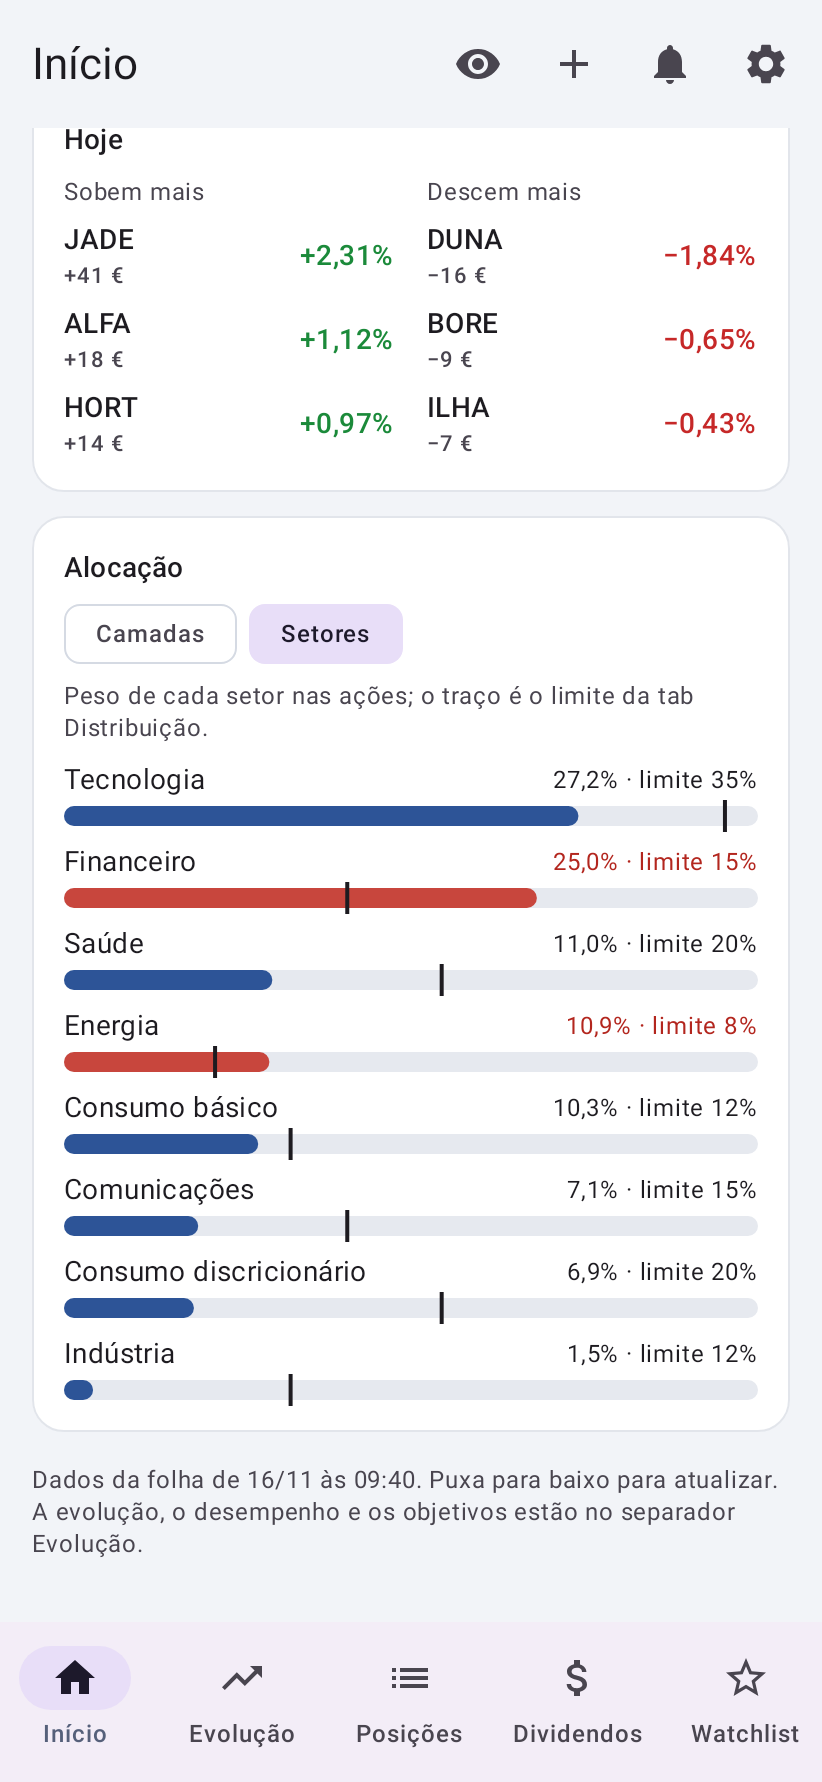 Início
Hoje
Sobem mais
Descem mais
JADE
+41 €
+2,31%
DUNA
−16 €
−1,84%
ALFA
+18 €
+1,12%
BORE
−9 €
−0,65%
HORT
+14 €
+0,97%
ILHA
−7 €
−0,43%
Alocação
Camadas
Setores
Peso de cada setor nas ações; o traço é o limite da tab
Distribuição.
Tecnologia
27,2% · limite 35%
Financeiro
25,0% · limite 15%
Saúde
11,0% · limite 20%
Energia
10,9% · limite 8%
Consumo básico
10,3% · limite 12%
Comunicações
7,1% · limite 15%
Consumo discricionário
6,9% · limite 20%
Indústria
1,5% · limite 12%
Dados da folha de 16/11 às 09:40. Puxa para baixo para atualizar.
A evolução, o desempenho e os objetivos estão no separador
Evolução.
Início
Evolução
Posições
Dividendos
Watchlist